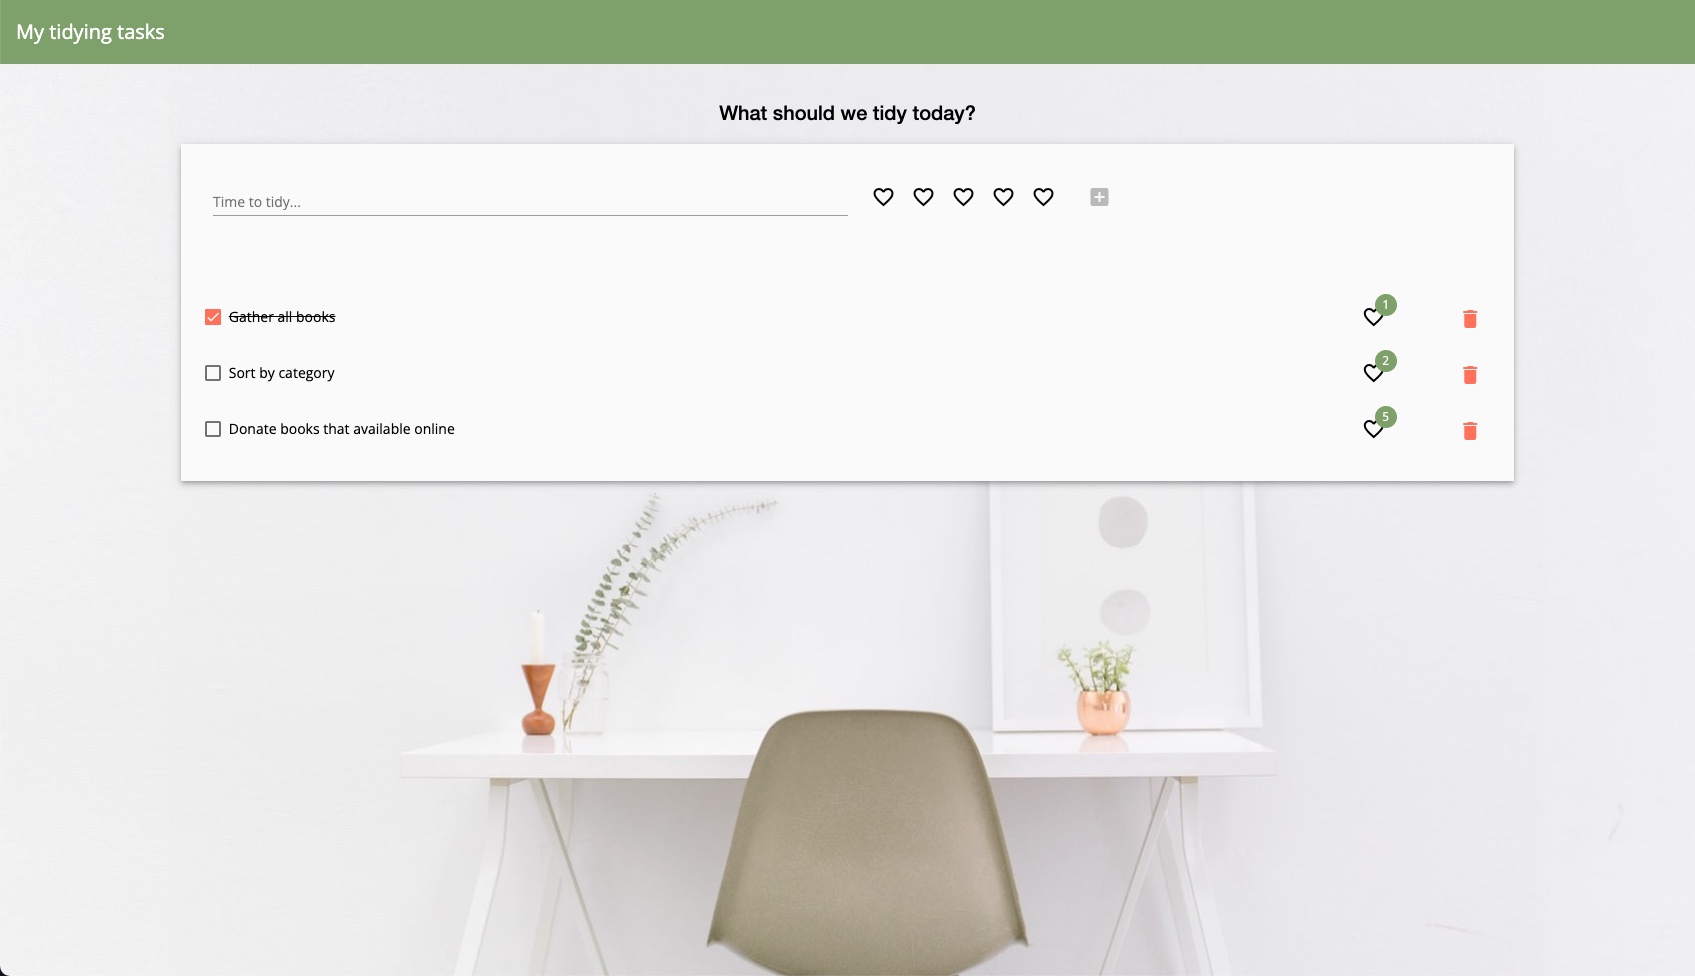 My tidying tasks
What should we tidy today?
Time to tidy...
Gather all books 1
Sort by category 2
Donate books that available online 5